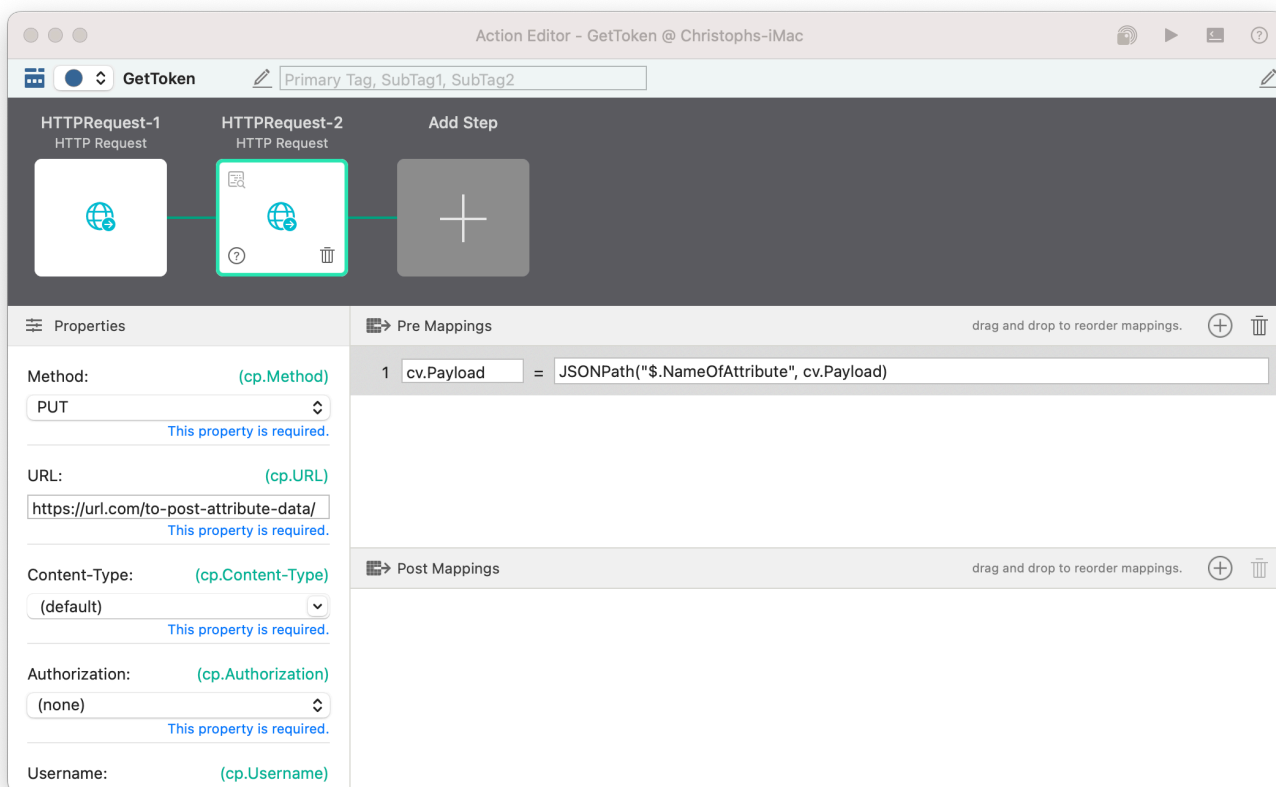 Action Editor - GetToken @ Christophs-iMac
GetToken
Primary Tag, SubTag1, SubTag2
HTTPRequest-1
HTTP Request
HTTPRequest-2
HTTP Request
?
Add Step
Properties
Method: (cp.Method)
PUT
This property is required.
URL: (cp.URL)
https://url.com/to-post-attribute-data/
This property is required.
Content-Type: (cp.Content-Type)
(default)
This property is required.
Authorization: (cp.Authorization)
(none)
This property is required.
Username: (cp.Username)
Pre Mappings
drag and drop to reorder mappings.
1 cv.Payload = JSONPath("$.NameOfAttribute", cv.Payload)
Post Mappings
drag and drop to reorder mappings.